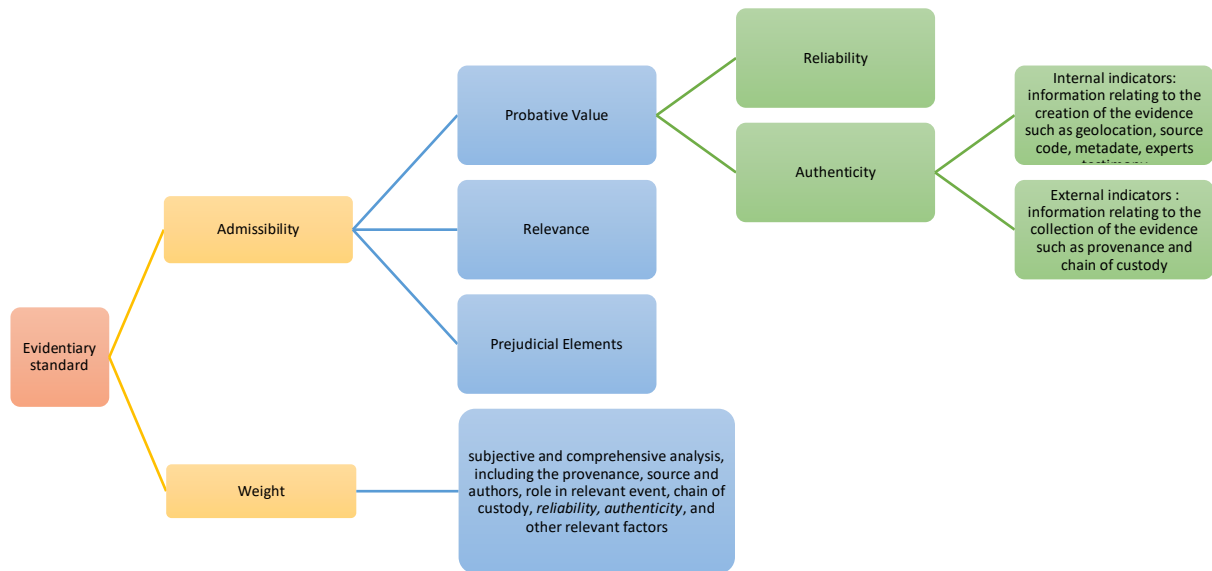 Evidentiary
standard
Admissibility
Probative Value
Reliability
Authenticity
Internal indicators:
information relating to the
creation of the evidence
such as geolocation, source
code, metadate, experts
External indicators :
information relating to the
collection of the evidence
such as provenance and
chain of custody
Relevance
Prejudicial Elements
Weight
subjective and comprehensive analysis,
including the provenance, source and
authors, role in relevant event, chain of
custody, reliability, authenticity, and
other relevant factors